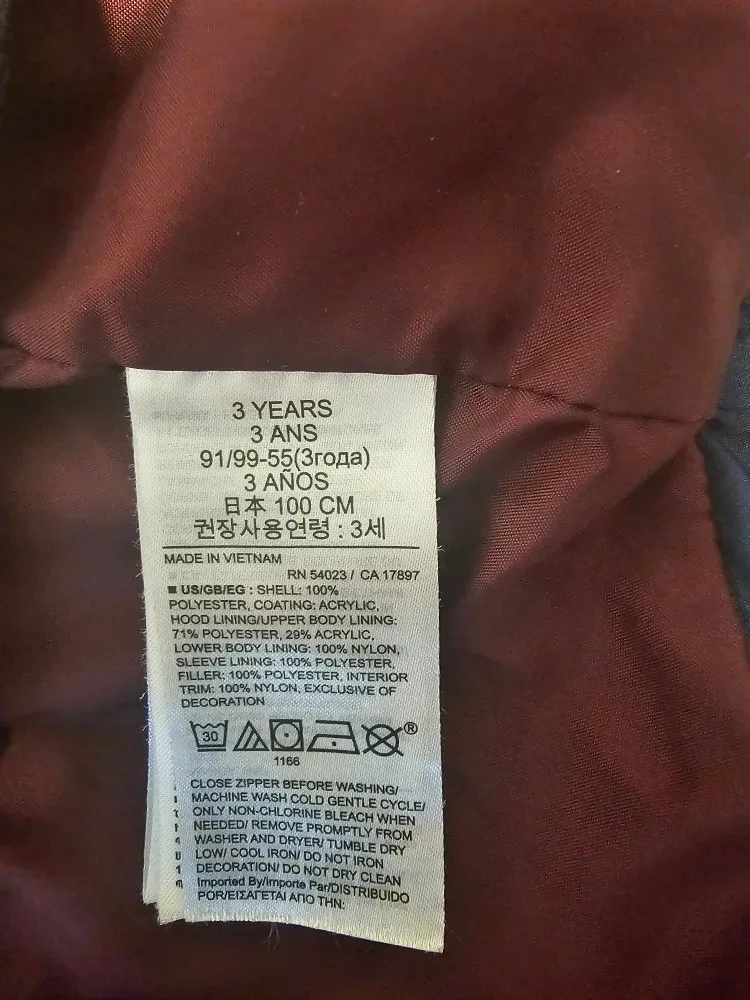 3 YEARS
3 ANS
91/99-55(3года)
3 AÑOS
日本 100 CM
권장사용연령 : 3세
MADE IN VIETNAM
RN 54023 / CA 17897
■ US/GB/EG : SHELL: 100%
POLYESTER, COATING: ACRYLIC,
HOOD LINING/UPPER BODY LINING:
71% POLYESTER, 29% ACRYLIC,
LOWER BODY LINING: 100% NYLON,
SLEEVE LINING: 100% POLYESTER,
FILLER: 100% POLYESTER, INTERIOR
TRIM: 100% NYLON, EXCLUSIVE OF
DECORATION
30
®
1166
CLOSE ZIPPER BEFORE WASHING/
MACHINE WASH COLD GENTLE CYCLE/
ONLY NON-CHLORINE BLEACH WHEN
NEEDED/ REMOVE PROMPTLY FROM
WASHER AND DRYER/ TUMBLE DRY
LOW/ COOL IRON/ DO NOT IRON
DECORATION/ DO NOT DRY CLEAN
Imported By/Importe Par/DISTRIBUIDO
POR/ΕΙΣΑΓΕΤΑΙ ΑΠΟ ΤΗΝ: